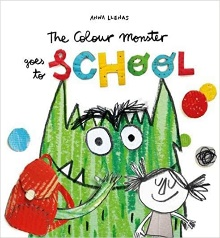 ANNA LLENAS
The Colour Monster
goes to SCHOOL